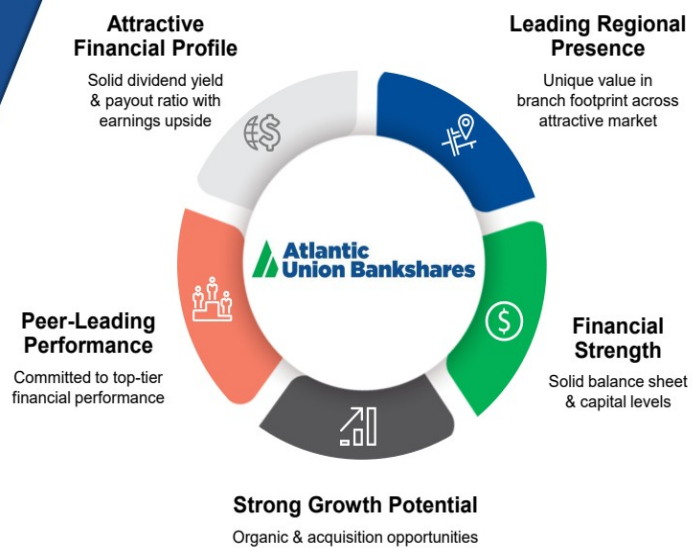 Attractive
Financial Profile
Solid dividend yield
& payout ratio with
earnings upside
Leading Regional
Presence
Unique value in
branch footprint across
attractive market
Atlantic
Union Bankshares
Peer-Leading
Performance
Committed to top-tier
financial performance
Financial
Strength
Solid balance sheet
& capital levels
Strong Growth Potential
Organic & acquisition opportunities